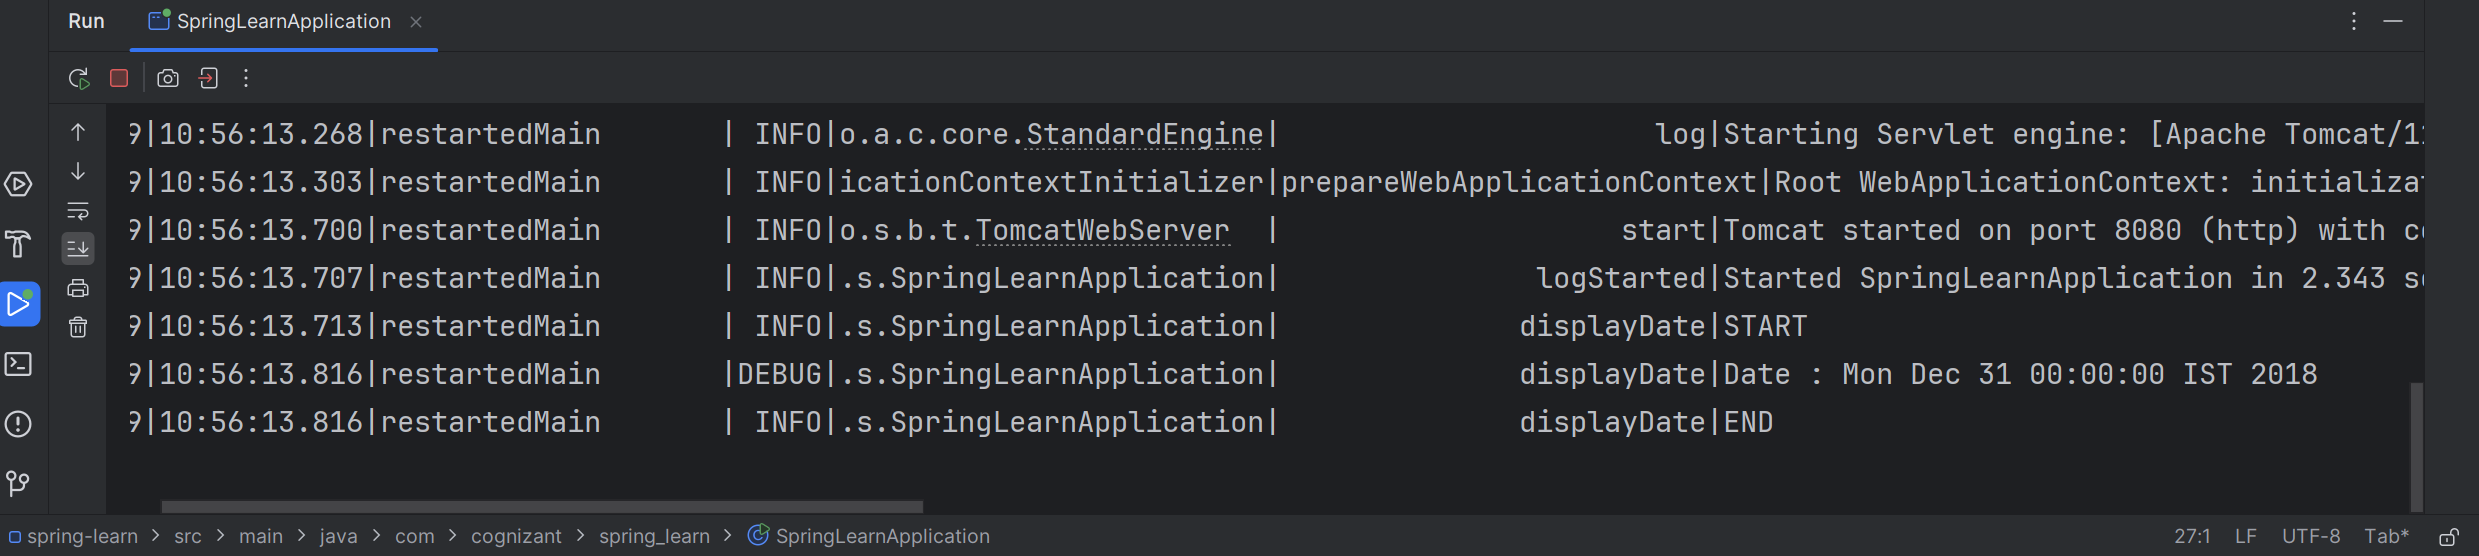 Run SpringLearnApplication
9|10:56:13.268|restartedMain | INFO|o.a.c.core.StandardEngine| log|Starting Servlet engine: [Apache Tomcat/1
9|10:56:13.303|restartedMain | INFO|icationContextInitializer|prepareWebApplicationContext|Root WebApplicationContext: initializat
9|10:56:13.700|restartedMain | INFO|o.s.b.t.TomcatWebServer | start|Tomcat started on port 8080 (http) with c
9|10:56:13.707|restartedMain | INFO|.s.SpringLearnApplication| logStarted|Started SpringLearnApplication in 2.343 s
9|10:56:13.713|restartedMain | INFO|.s.SpringLearnApplication| displayDate|START
9|10:56:13.816|restartedMain |DEBUG|.s.SpringLearnApplication| displayDate|Date : Mon Dec 31 00:00:00 IST 2018
9|10:56:13.816|restartedMain | INFO|.s.SpringLearnApplication| displayDate|END
spring-learn > src > main > java > com > cognizant > spring_learn > SpringLearnApplication 27:1 LF UTF-8 Tab*